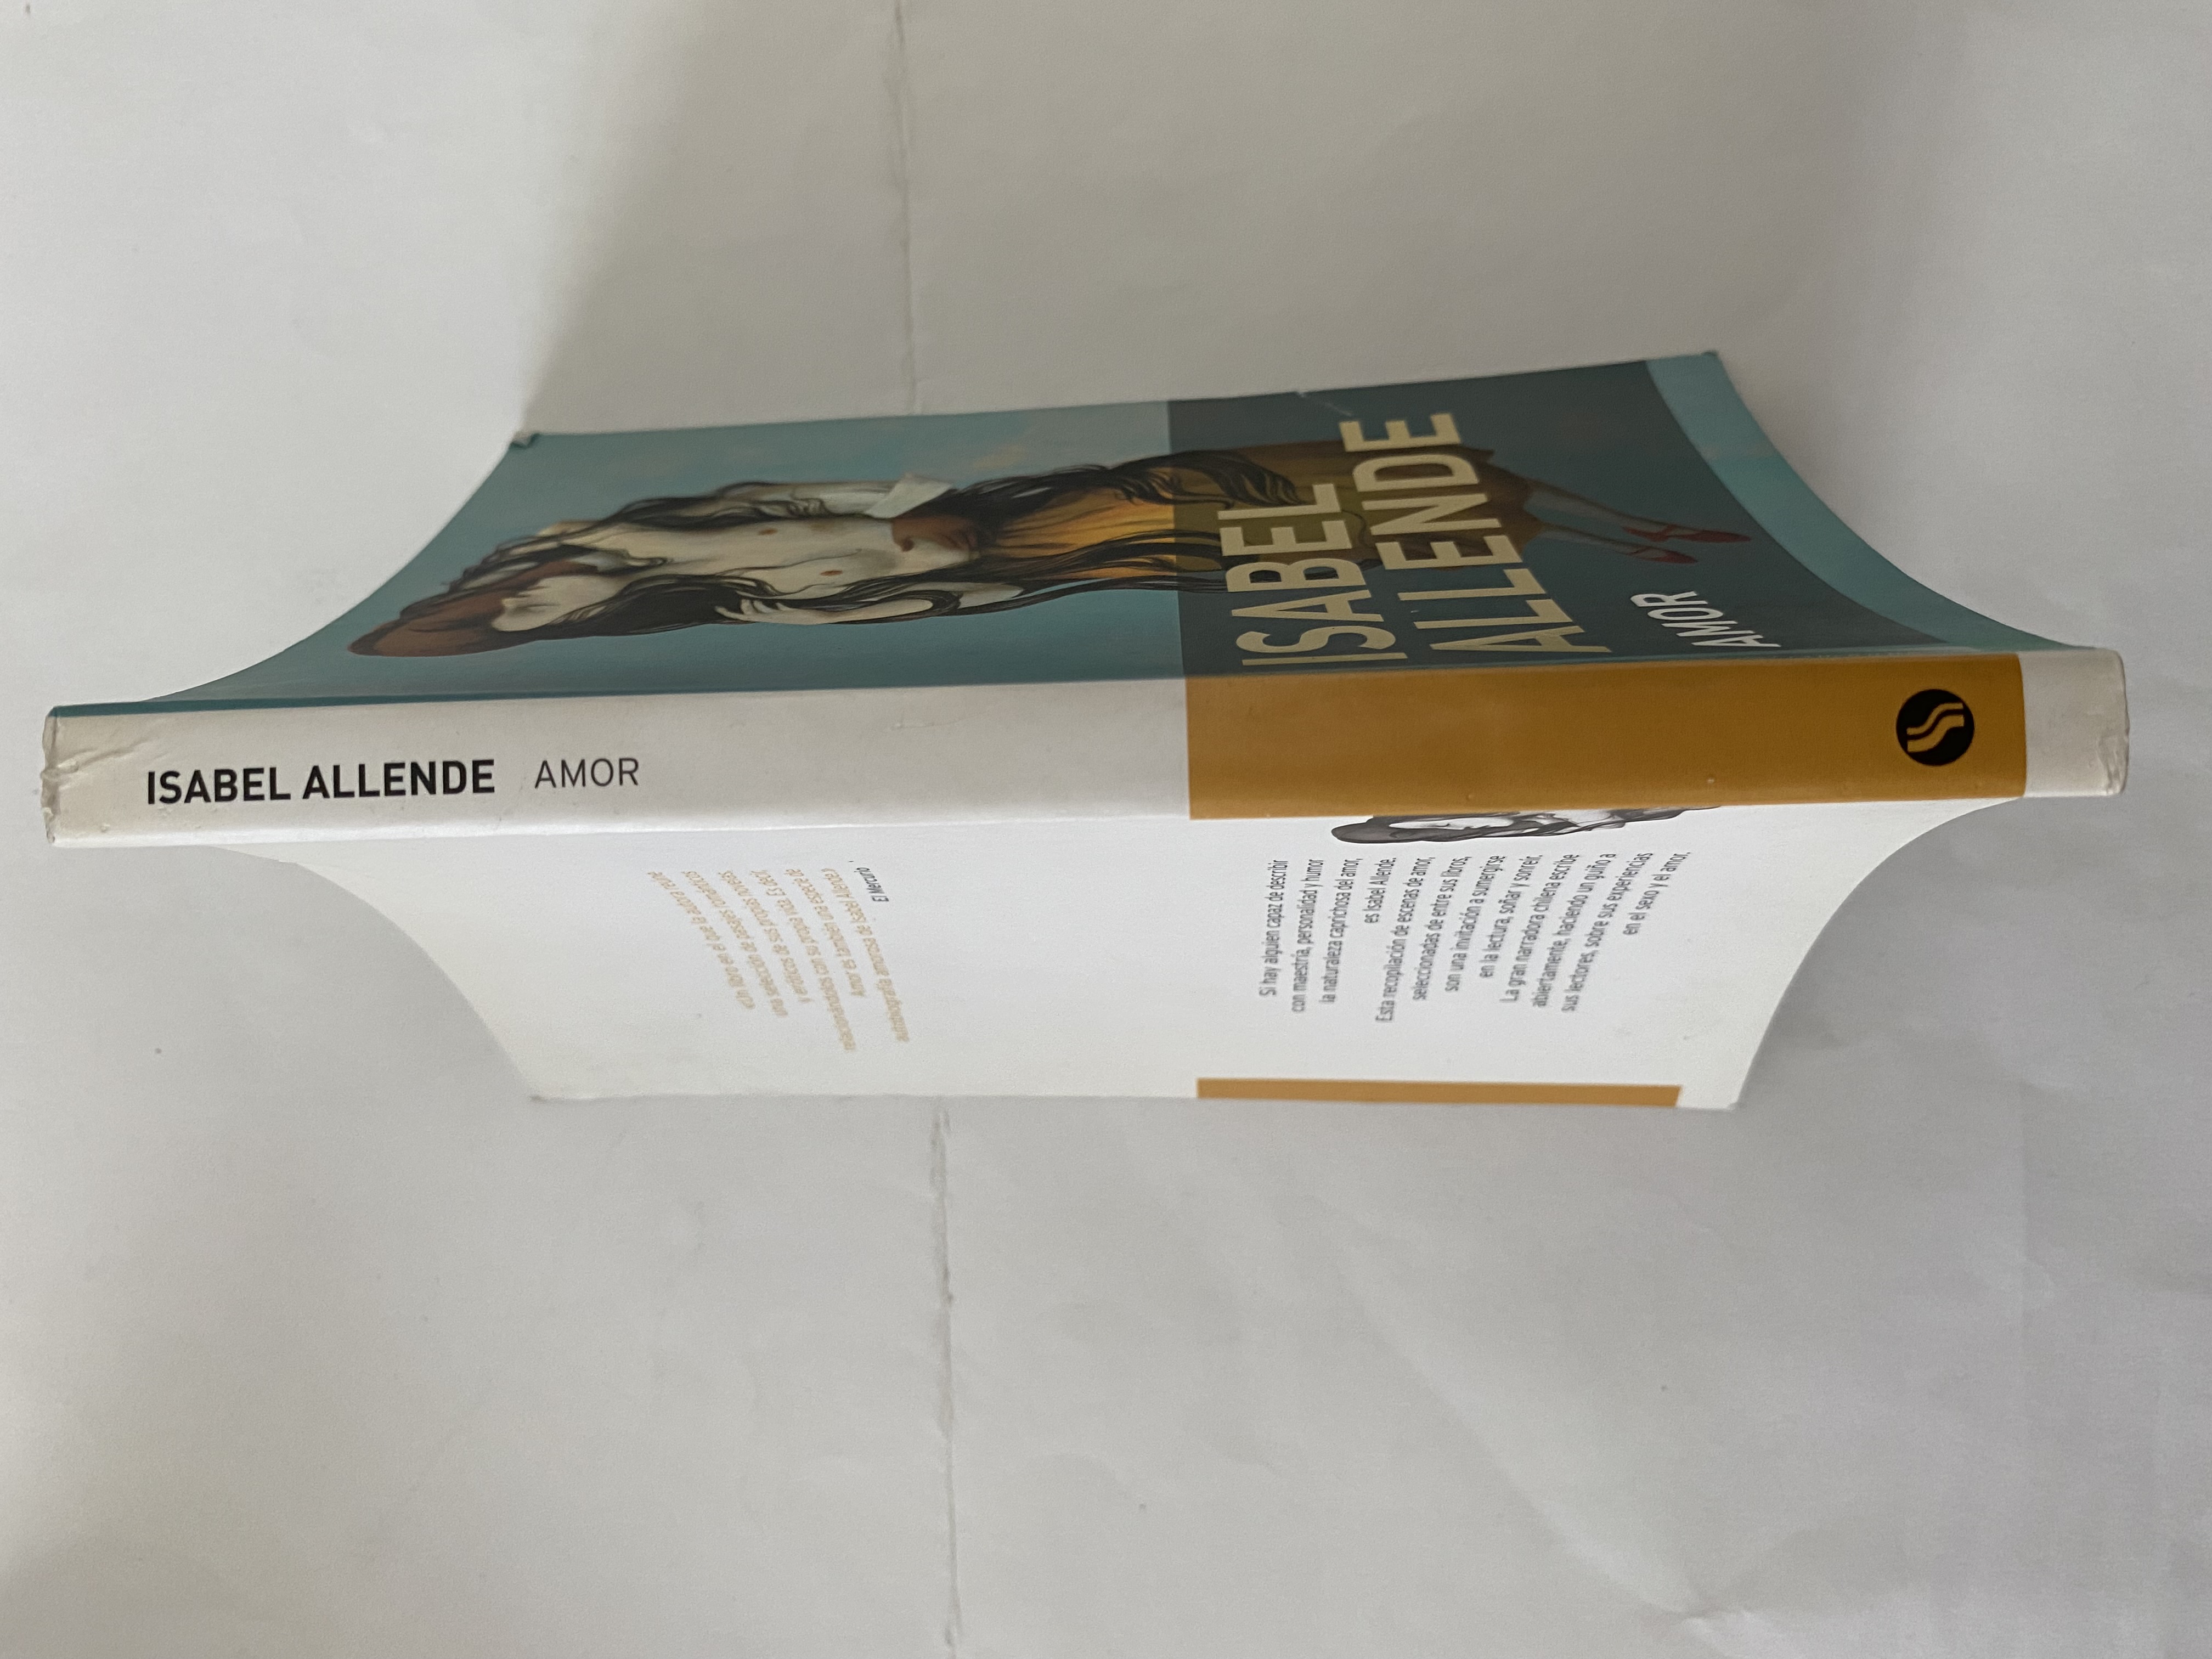 «Un libro en el que la autora reúne
una selección de pasajes románticos
y eróticos de sus propias novelas,
relacionándolos con su propia vida. Es decir,
Amor es también una especie de
autobiografía amorosa de Isabel Allende.»
El Mercurio
Si hay alguien capaz de describir
con maestría, personalidad y humor
la naturaleza caprichosa del amor,
es Isabel Allende.
Esta recopilación de escenas de amor,
seleccionadas de entre sus libros,
son una invitación a sumergirse
en la lectura, soñar y sonreír.
La gran narradora chilena escribe
abiertamente, haciendo un guiño a
sus lectores, sobre sus experiencias
en el sexo y el amor.
ISABEL ALLENDE AMOR
ISABEL
ALLENDE
AMOR